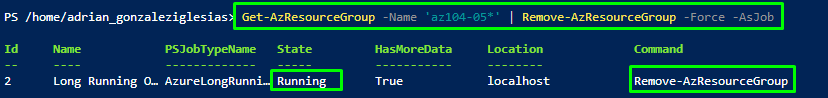 PS /home/adrian_gonzaleziglesias> Get-AzResourceGroup -Name 'az104-05*' | Remove-AzResourceGroup -Force -AsJob
Id Name PSJobTypeName State HasMoreData Location Command
-- ---- ------------- ----- ----------- -------- -------
2 Long Running O… AzureLongRunni… Running True localhost Remove-AzResourceGroup